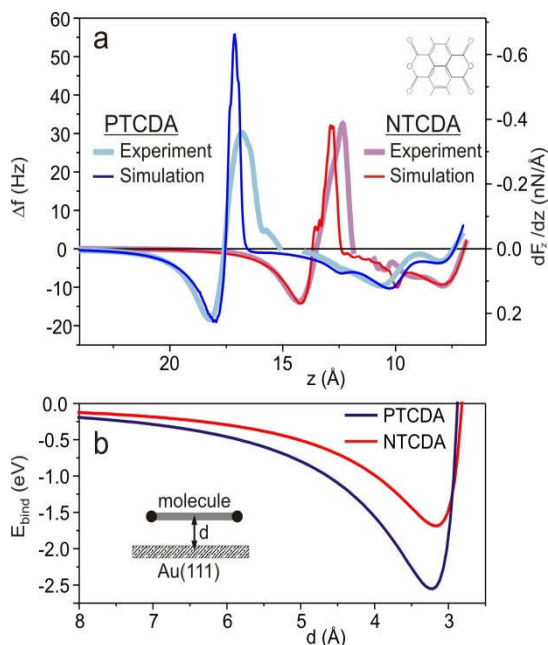 a
60
50
40
30
20
10
0
-10
-20
Δf (Hz)
PTCDA
Experiment
Simulation
NTCDA
Experiment
Simulation
O O
O O
O O
-0.6
-0.4
-0.2
0.0
0.2
dF_z/dz (nN/Å)
20 15 10
z (Å)
b
0.0
-0.5
-1.0
-1.5
-2.0
-2.5
E_bind (eV)
PTCDA
NTCDA
molecule
d
Au(111)
8 7 6 5 4 3
d (Å)